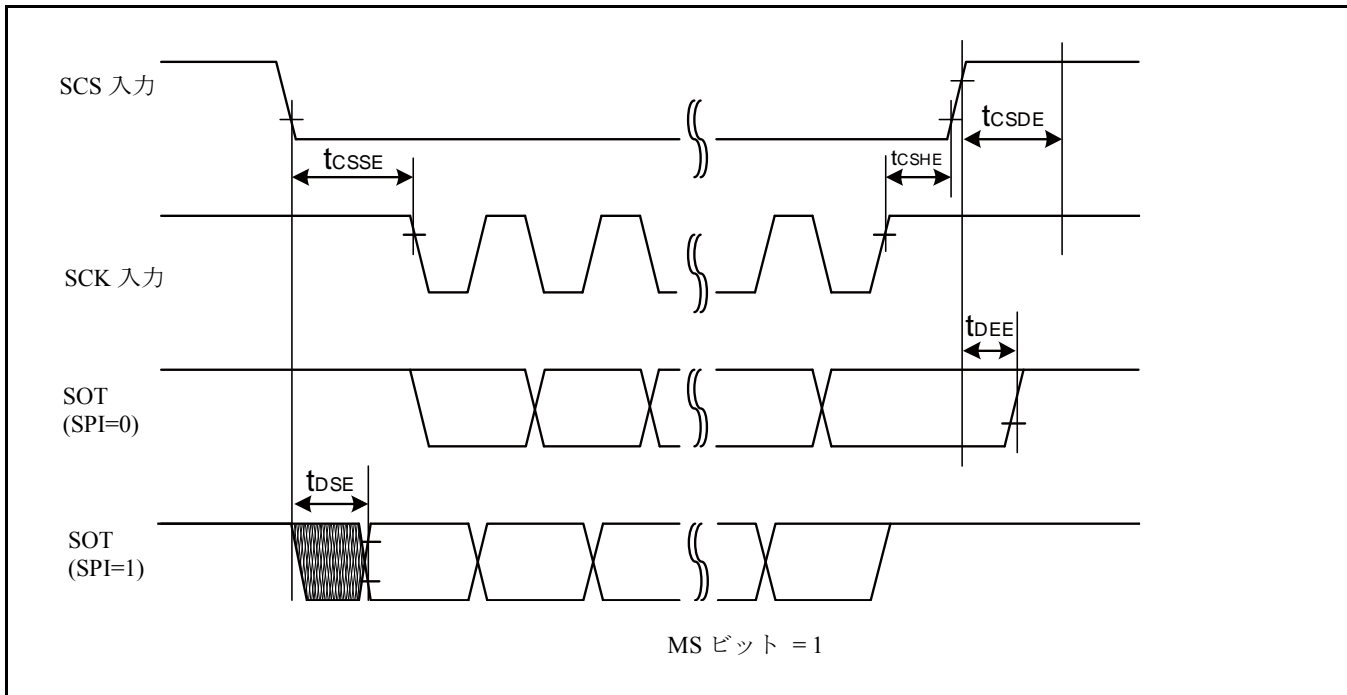 SCS 入力
tCSDE
tCSSE
tCSHE
SCK 入力
tDEE
SOT
(SPI=0)
tDSE
SOT
(SPI=1)
MS ビット = 1